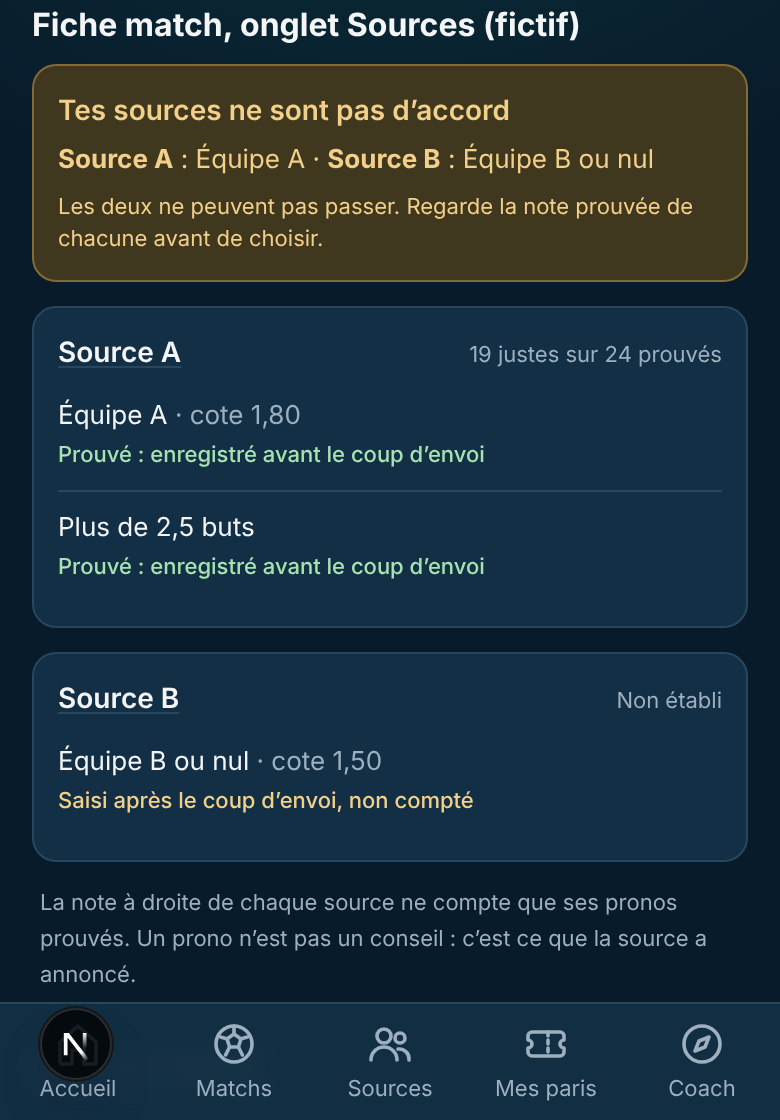 Fiche match, onglet Sources (fictif)
Tes sources ne sont pas d’accord
Source A : Équipe A · Source B : Équipe B ou nul
Les deux ne peuvent pas passer. Regarde la note prouvée de
chacune avant de choisir.
Source A
19 justes sur 24 prouvés
Équipe A · cote 1,80
Prouvé : enregistré avant le coup d’envoi
Plus de 2,5 buts
Prouvé : enregistré avant le coup d’envoi
Source B
Non établi
Équipe B ou nul · cote 1,50
Saisi après le coup d’envoi, non compté
La note à droite de chaque source ne compte que ses pronos
prouvés. Un prono n’est pas un conseil : c’est ce que la source a
annoncé.
N
Accueil
Matchs
Sources
Mes paris
Coach